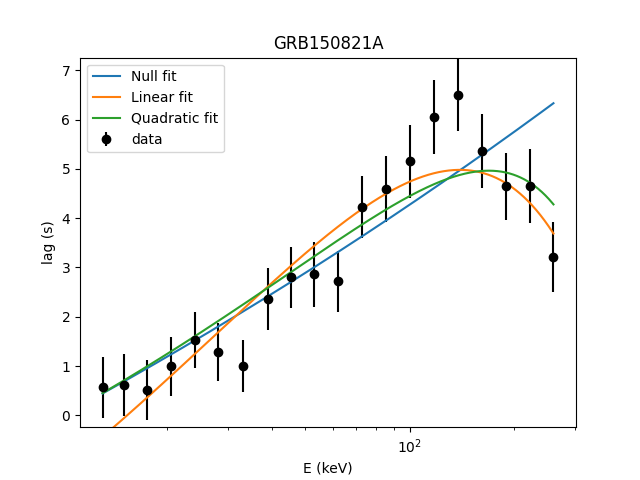 GRB150821A
Null fit
Linear fit
Quadratic fit
data
7
6
5
4
3
2
1
0
lag (s)
10²
E (keV)